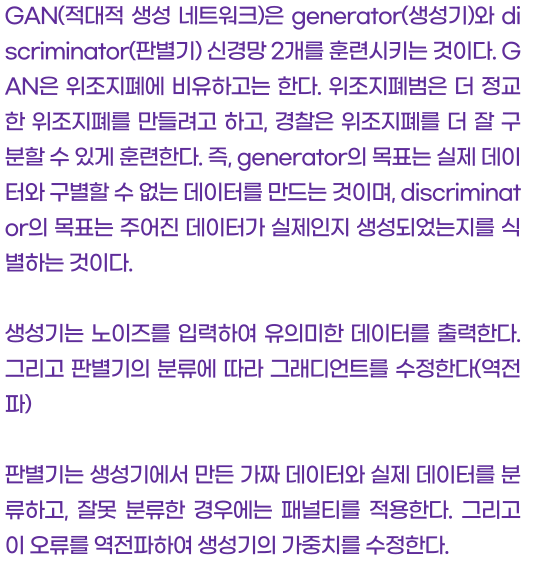 GAN(적대적 생성 네트워크)은 generator(생성기)와 di
scriminator(판별기) 신경망 2개를 훈련시키는 것이다. G
AN은 위조지폐에 비유하고는 한다. 위조지폐범은 더 정교
한 위조지폐를 만들려고 하고, 경찰은 위조지폐를 더 잘 구
분할 수 있게 훈련한다. 즉, generator의 목표는 실제 데이
터와 구별할 수 없는 데이터를 만드는 것이며, discriminat
or의 목표는 주어진 데이터가 실제인지 생성되었는지를 식
별하는 것이다.
생성기는 노이즈를 입력하여 유의미한 데이터를 출력한다.
그리고 판별기의 분류에 따라 그래디언트를 수정한다(역전
파)
판별기는 생성기에서 만든 가짜 데이터와 실제 데이터를 분
류하고, 잘못 분류한 경우에는 패널티를 적용한다. 그리고
이 오류를 역전파하여 생성기의 가중치를 수정한다.